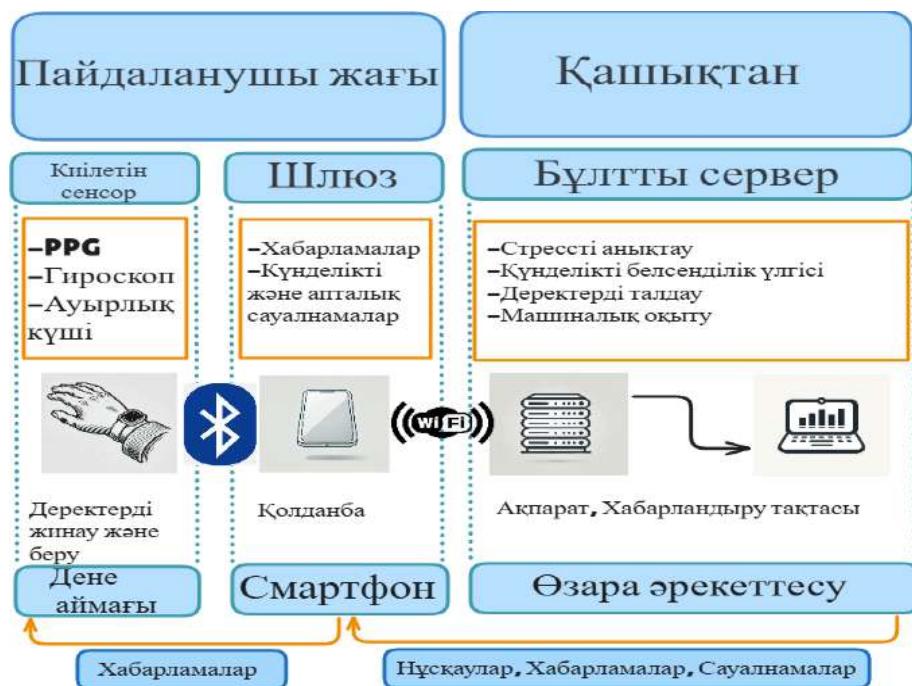 Пайдаланушы жағы
Қашықтан
Киілетін
сенсор
Шлюз
Бұлтты сервер
–PPG
–Гироскоп
–Ауырлық
күші
–Хабарламалар
–Күнделікті
және апталық
сауалнамалар
–Стрессті анықтау
–Күнделікті белсенділік үлгісі
–Деректерді талдау
–Машиналық оқыту
WiFi
Деректерді
жинау және
беру
Қолданба
Ақпарат, Хабарландыру тақтасы
Дене
аймағы
Смартфон
Өзара әрекеттесу
Хабарламалар
Нұсқаулар, Хабарламалар, Сауалнамалар